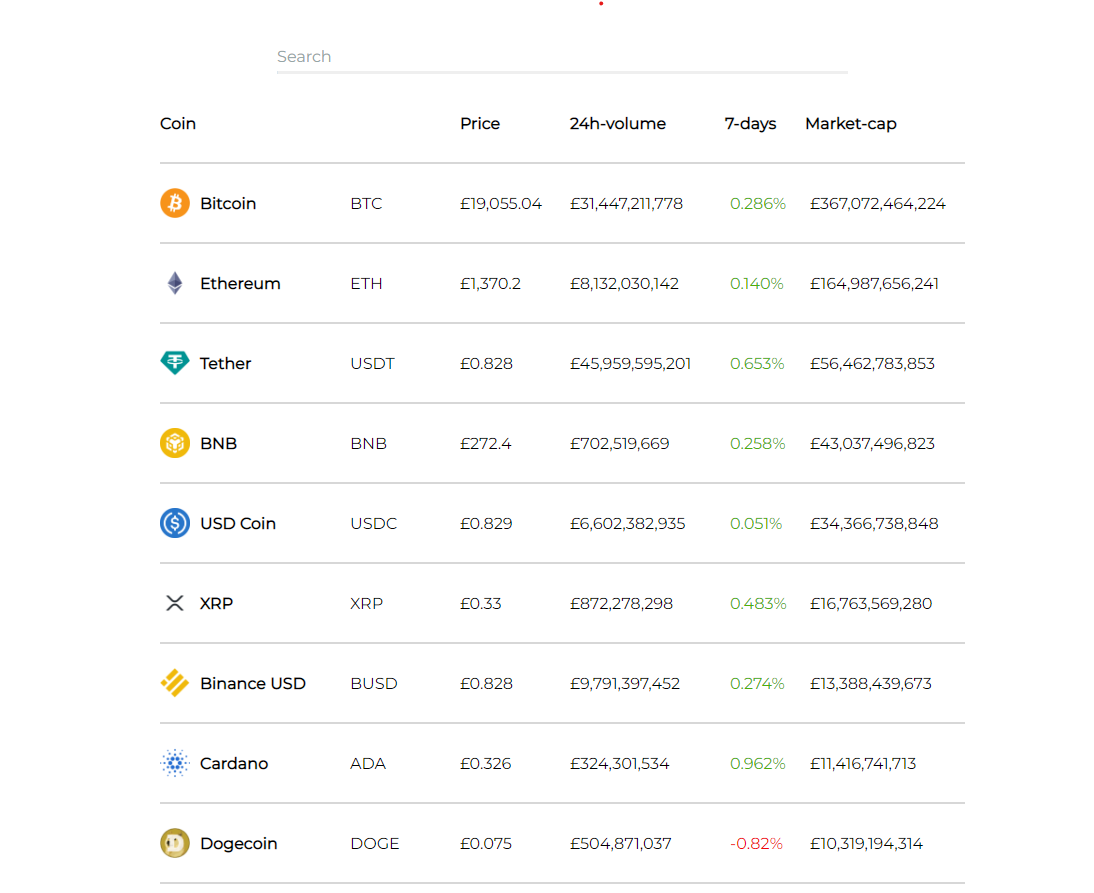 Search
Coin Price 24h-volume 7-days Market-cap
Bitcoin BTC £19,055.04 £31,447,211,778 0.286% £367,072,464,224
Ethereum ETH £1,370.2 £8,132,030,142 0.140% £164,987,656,241
Tether USDT £0.828 £45,959,595,201 0.653% £56,462,783,853
BNB BNB £272.4 £702,519,669 0.258% £43,037,496,823
USD Coin USDC £0.829 £6,602,382,935 0.051% £34,366,738,848
XRP XRP £0.33 £872,278,298 0.483% £16,763,569,280
Binance USD BUSD £0.828 £9,791,397,452 0.274% £13,388,439,673
Cardano ADA £0.326 £324,301,534 0.962% £11,416,741,713
Dogecoin DOGE £0.075 £504,871,037 -0.82% £10,319,194,314